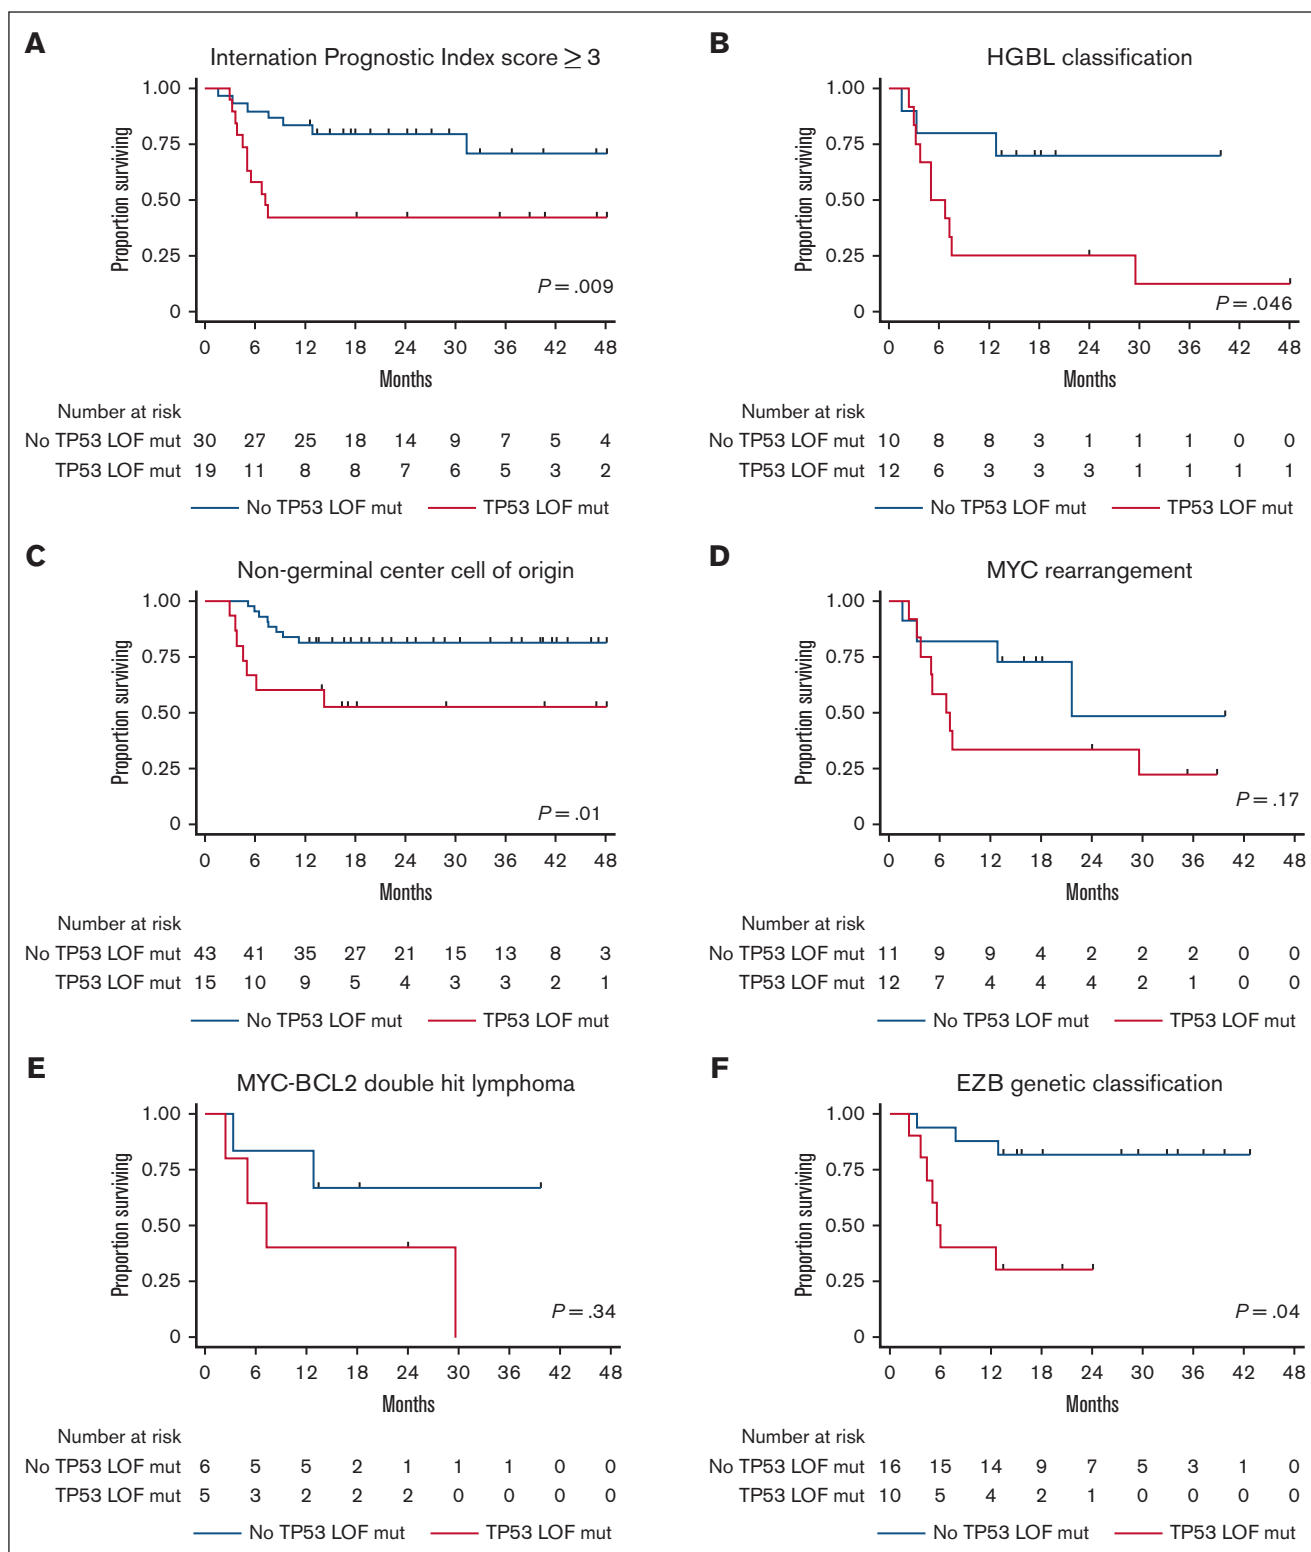 A
Internation Prognostic Index score ≥ 3
1.00
0.75
0.50
0.25
0
Proportion surviving
P = .009
0 6 12 18 24 30 36 42 48
Months
Number at risk
No TP53 LOF mut 30 27 25 18 14 9 7 5 4
TP53 LOF mut 19 11 8 8 7 6 5 3 2
No TP53 LOF mut TP53 LOF mut
B
HGBL classification
1.00
0.75
0.50
0.25
0
Proportion surviving
P = .046
0 6 12 18 24 30 36 42 48
Months
Number at risk
No TP53 LOF mut 10 8 8 3 1 1 1 0 0
TP53 LOF mut 12 6 3 3 3 1 1 1 1
No TP53 LOF mut TP53 LOF mut
C
Non-germinal center cell of origin
1.00
0.75
0.50
0.25
0
Proportion surviving
P = .01
0 6 12 18 24 30 36 42 48
Months
Number at risk
No TP53 LOF mut 43 41 35 27 21 15 13 8 3
TP53 LOF mut 15 10 9 5 4 3 3 2 1
No TP53 LOF mut TP53 LOF mut
D
MYC rearrangement
1.00
0.75
0.50
0.25
0
Proportion surviving
P = .17
0 6 12 18 24 30 36 42 48
Months
Number at risk
No TP53 LOF mut 11 9 9 4 2 2 2 0 0
TP53 LOF mut 12 7 4 4 4 2 1 0 0
No TP53 LOF mut TP53 LOF mut
E
MYC-BCL2 double hit lymphoma
1.00
0.75
0.50
0.25
0
Proportion surviving
P = .34
0 6 12 18 24 30 36 42 48
Months
Number at risk
No TP53 LOF mut 6 5 5 2 1 1 1 0 0
TP53 LOF mut 5 3 2 2 2 0 0 0 0
No TP53 LOF mut TP53 LOF mut
F
EZB genetic classification
1.00
0.75
0.50
0.25
0
Proportion surviving
P = .04
0 6 12 18 24 30 36 42 48
Months
Number at risk
No TP53 LOF mut 16 15 14 9 7 5 3 1 0
TP53 LOF mut 10 5 4 2 1 0 0 0 0
No TP53 LOF mut TP53 LOF mut